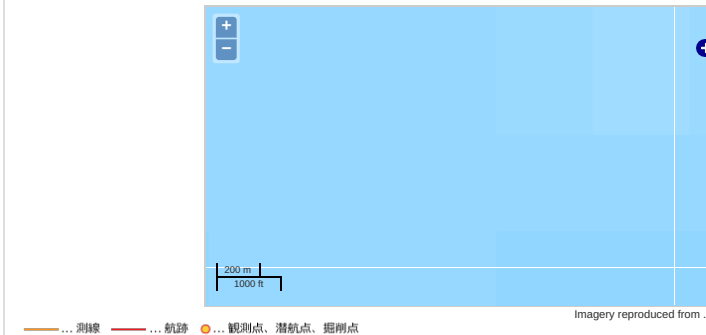 +
−
200 m
1000 ft
Imagery reproduced from .
... 測線 ... 航跡 ... 観測点、潜航点、掘削点